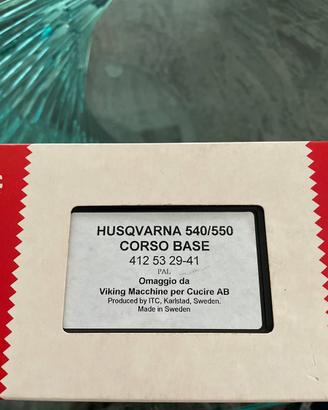 HUSQVARNA 540/550
CORSO BASE
412 53 29-41
PAL
Omaggio da
Viking Macchine per Cucire AB
Produced by ITC, Karlstad, Sweden.
Made in Sweden